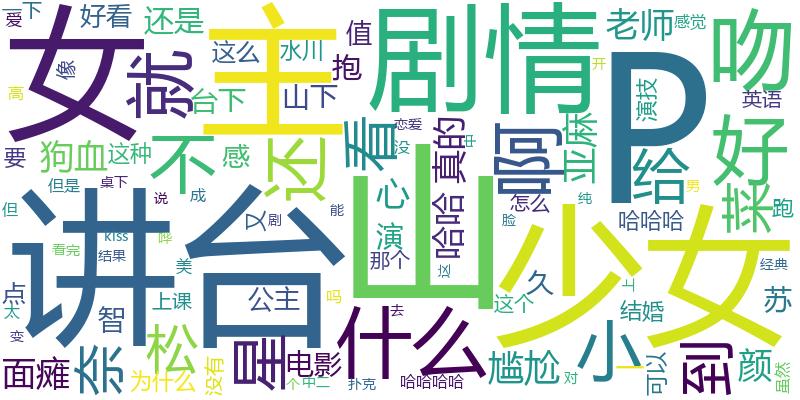 爱 一下 好看 还是
女 主 剧情 吻
就 这么 水川 值 老师 感觉
像 抱 英语
高 台下 山下 P 演技 开
要 狗血 这种 不 感 还 看 恋爱 没 真的 中 啊 亚麻 给 好
但是 桌下 说 成 能 心 怎么 男 菜 跑
但 讲台 又 剧 山 演 哈哈 少女 脸 纯 哈哈哈
kiss 哗
看完 结果 美 那个 这 上 经典
点 上课 公主 吗 去 这个 久 结婚 苏
太 智
变 松 星 什么 小 一 到 颜
面瘫 奈 为什么 没有 电影 尴尬 可以 虽然
个 中二 扑克 哈哈哈哈 对